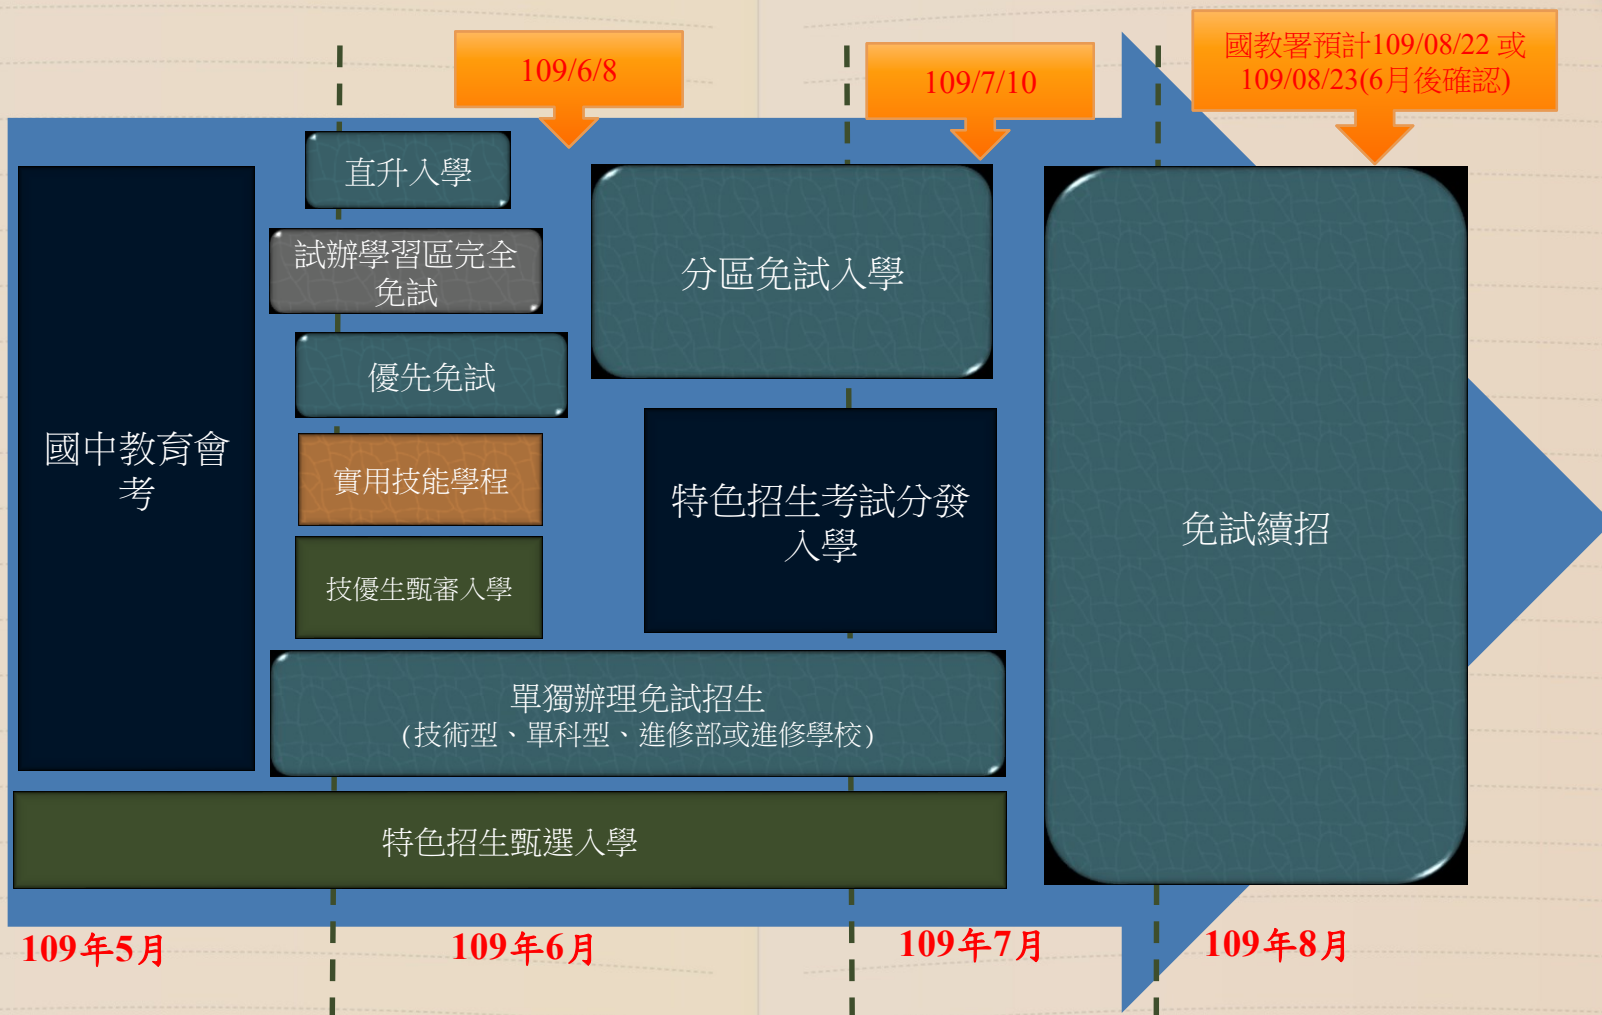 109/6/8
109/7/10
國教署預計109/08/22 或
109/08/23(6月後確認)
國中教育會
考
直升入學
試辦學習區完全
免試
優先免試
實用技能學程
技優生甄審入學
分區免試入學
特色招生考試分發
入學
單獨辦理免試招生
(技術型、單科型、進修部或進修學校)
特色招生甄選入學
免試續招
109年5月
109年6月
109年7月
109年8月